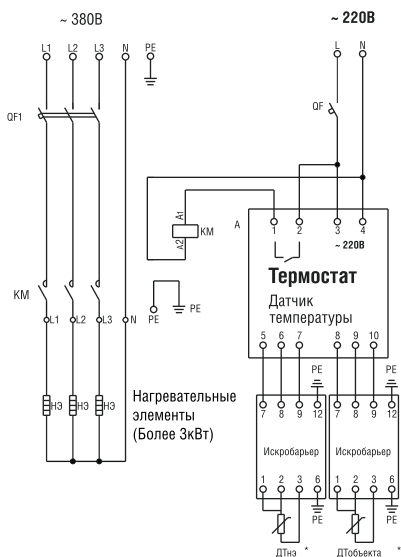 ~ 380В
~ 220В
L1 L2 L3 N PE
L N
QF1
QF
A1
A2
KM
A
1 2 3 4
~ 220В
Термостат
Датчик
температуры
KM
L1 L2 L3 N
PE
PE
5 6 7 8 9 10
НЭ НЭ НЭ
Нагревательные
элементы
(Более 3кВт)
PE
PE
7 8 9 12
7 8 9 12
Искробарьер
Искробарьер
1 2 3 6
1 2 3 6
PE
PE
ДТнэ *
ДТобъекта *